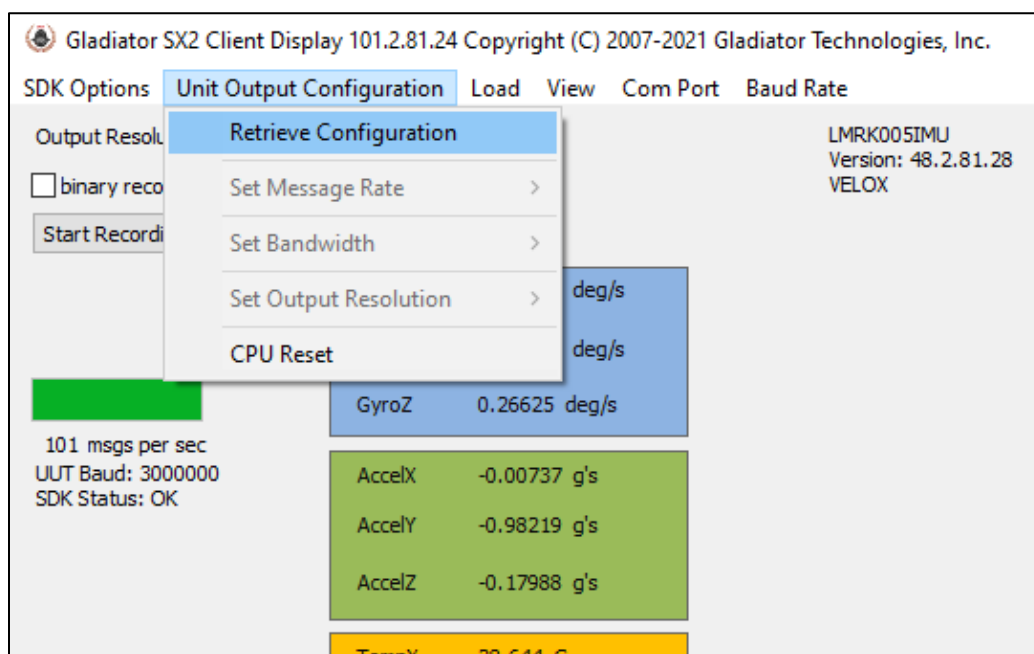 Gladiator SX2 Client Display 101.2.81.24 Copyright (C) 2007-2021 Gladiator Technologies, Inc.
SDK Options Unit Output Configuration Load View Com Port Baud Rate
Output
Retrieve Configuration
LMRK005IMU
Version: 48.2.81.28
VELOX
binary
Set Message Rate >
Start
Set Bandwidth >
Set Output Resolution >
deg/s
CPU Reset
deg/s
GyroZ 0.26625 deg/s
101 msgs per sec
UUT Baud: 3000000
SDK Status: OK
AccelX -0.00737 g's
AccelY -0.98219 g's
AccelZ -0.17988 g's